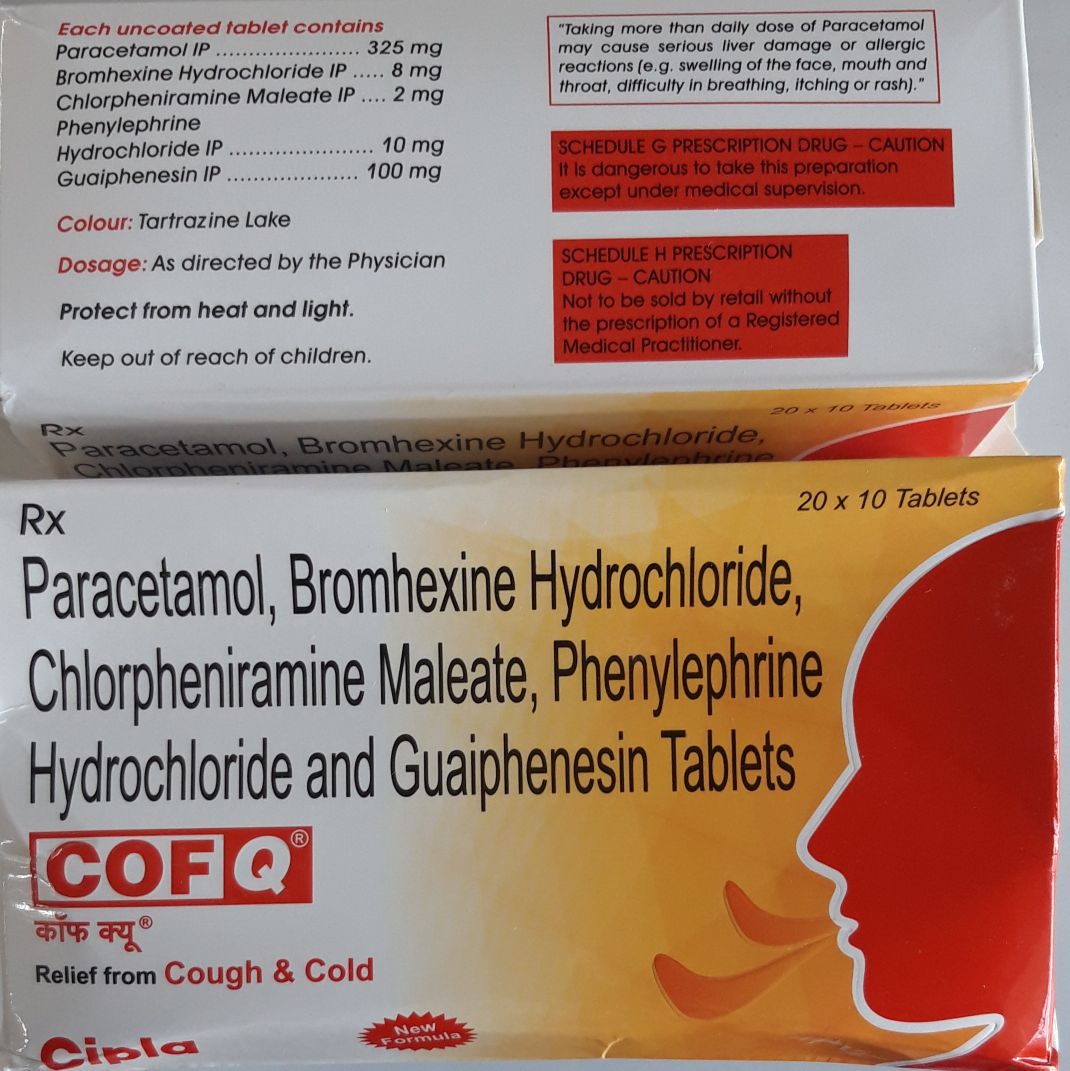 Each uncoated tablet contains
Paracetamol IP ...................... 325 mg
Bromhexine Hydrochloride IP ..... 8 mg
Chlorpheniramine Maleate IP .... 2 mg
Phenylephrine
Hydrochloride IP ...................... 10 mg
Guaiphenesin IP .................... 100 mg
Colour: Tartrazine Lake
Dosage: As directed by the Physician
Protect from heat and light.
Keep out of reach of children.
"Taking more than daily dose of Paracetamol
may cause serious liver damage or allergic
reactions (e.g. swelling of the face, mouth and
throat, difficulty in breathing, itching or rash)."
SCHEDULE G PRESCRIPTION DRUG – CAUTION
It is dangerous to take this preparation
except under medical supervision.
SCHEDULE H PRESCRIPTION
DRUG – CAUTION
Not to be sold by retail without
the prescription of a Registered
Medical Practitioner.
20 x 10 Tablets
Rx
Paracetamol, Bromhexine Hydrochloride,
Chlorpheniramine Maleate, Phenylephrine
20 x 10 Tablets
Rx
Paracetamol, Bromhexine Hydrochloride,
Chlorpheniramine Maleate, Phenylephrine
Hydrochloride and Guaiphenesin Tablets
COFQ®
कॉफ क्यू®
Relief from Cough & Cold
New
Formula
Cipla